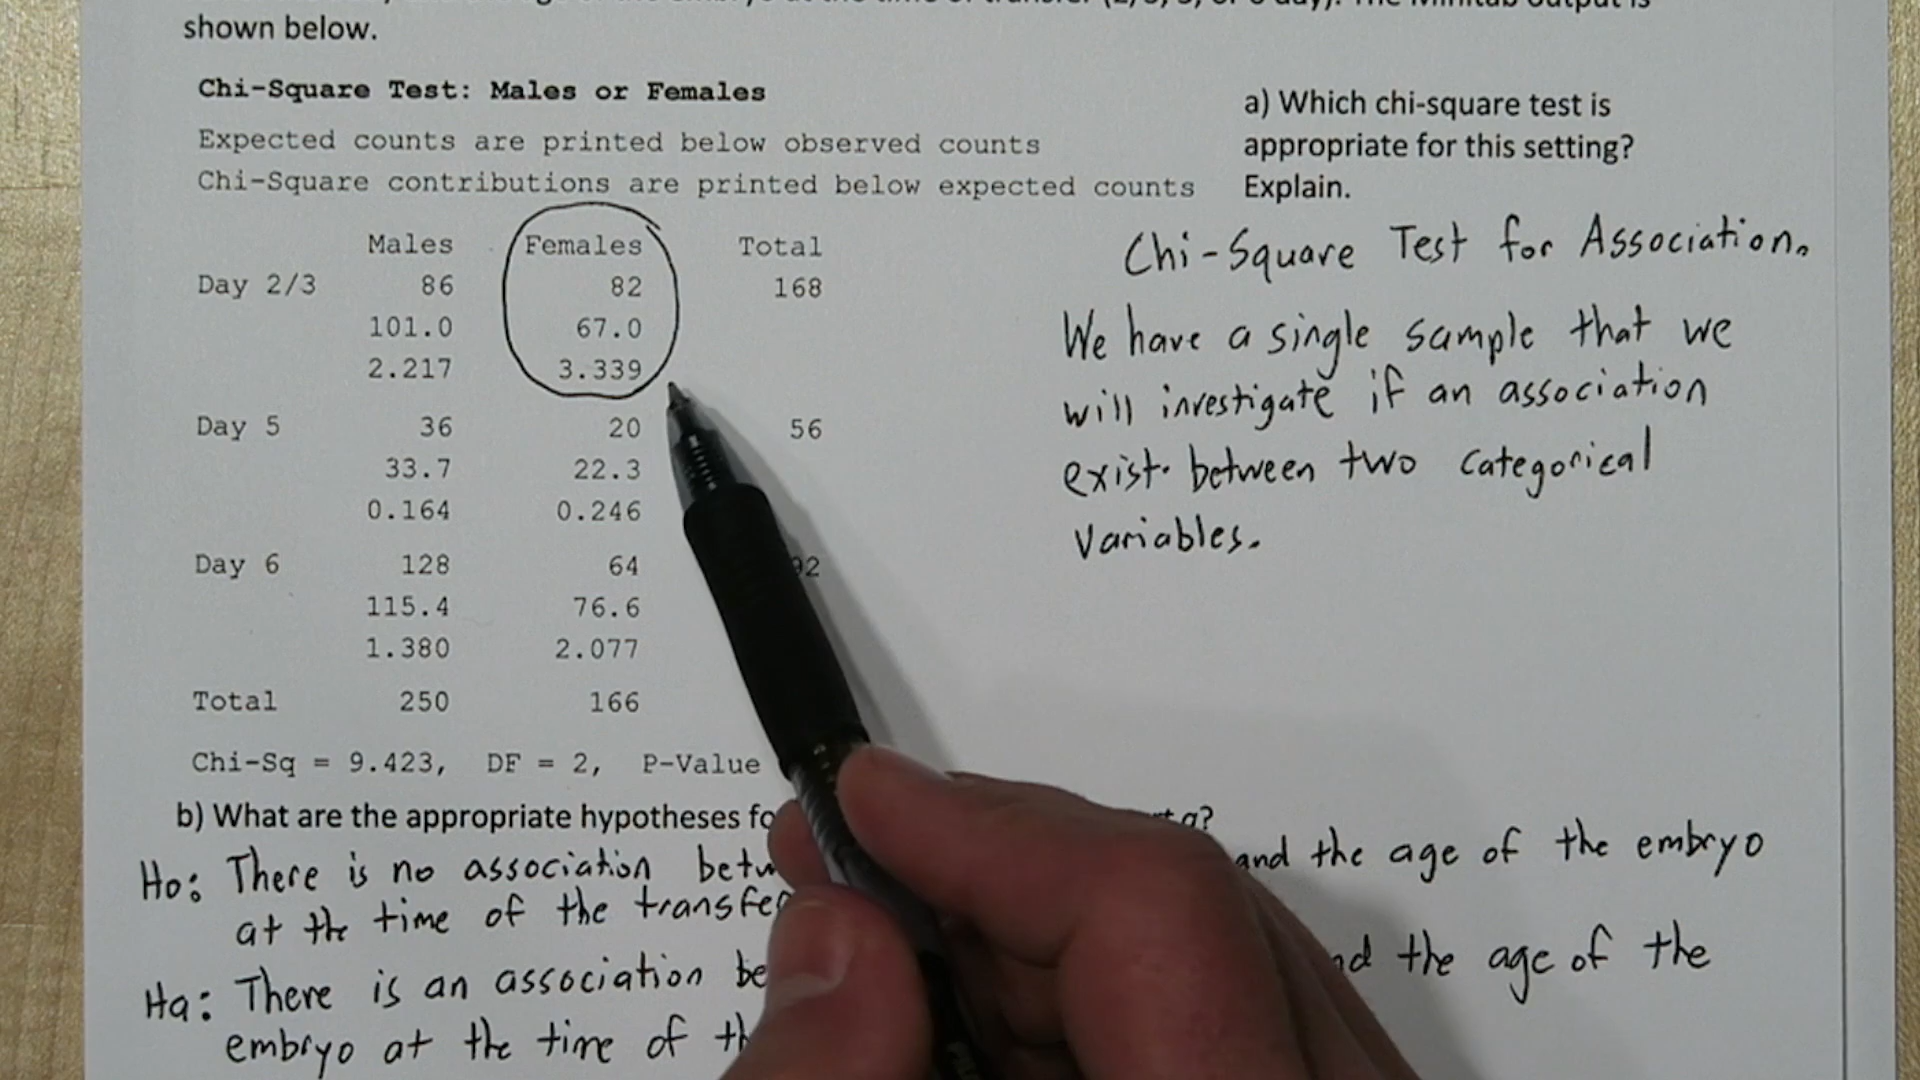 shown below.
Chi-Square Test: Males or Females
Expected counts are printed below observed counts
Chi-Square contributions are printed below expected counts
Males Females Total
Day 2/3 86 82 168
101.0 67.0
2.217 3.339
Day 5 36 20 56
33.7 22.3
0.164 0.246
Day 6 128 64 92
115.4 76.6
1.380 2.077
Total 250 166
Chi-Sq = 9.423, DF = 2, P-Value
a) Which chi-square test is
appropriate for this setting?
Explain.
Chi-Square Test for Association.
We have a single sample that we
will investigate if an association
exist between two categorical
variables.
b) What are the appropriate hypotheses a?
Ho: There is no association and the age of the embryo
at the time of the
Ha: There is an association the age of the
embryo at the time of